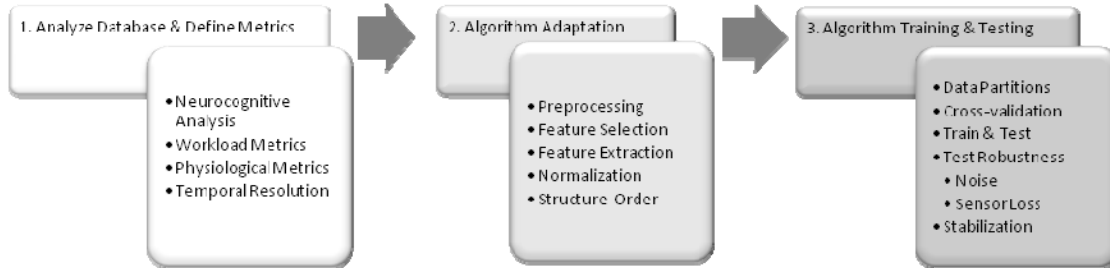 1. Analyze Database & Define Metrics
• Neurocognitive
Analysis
• Workload Metrics
• Physiological Metrics
• Temporal Resolution
2. Algorithm Adaptation
• Preprocessing
• Feature Selection
• Feature Extraction
• Normalization
• Structure-Order
3. Algorithm Training & Testing
• Data Partitions
• Cross-validation
• Train & Test
• Test Robustness
• Noise
• Sensor Loss
• Stabilization